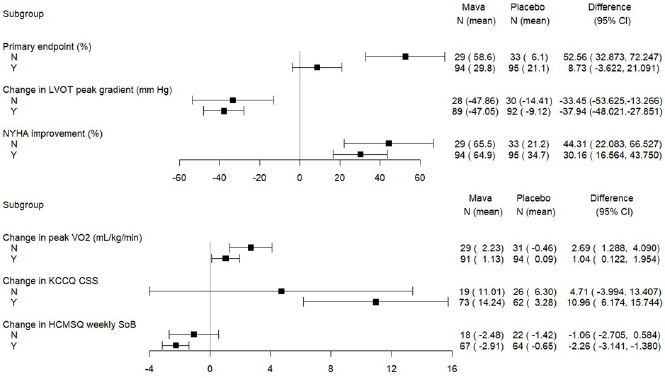 Subgroup Mava Placebo Difference
N (mean) N (mean) (95% CI)
Primary endpoint (%)
N 29 ( 58.6) 33 ( 6.1) 52.56 ( 32.873, 72.247)
Y 94 ( 29.8) 95 ( 21.1) 8.73 ( -3.622, 21.091)
Change in LVOT peak gradient (mm Hg)
N 28 (-47.86) 30 (-14.41) -33.45 (-53.625,-13.266)
Y 89 (-47.05) 92 ( -9.12) -37.94 (-48.021,-27.851)
NYHA improvement (%)
N 29 ( 65.5) 33 ( 21.2) 44.31 ( 22.083, 66.527)
Y 94 ( 64.9) 95 ( 34.7) 30.16 ( 16.564, 43.750)
-60 -40 -20 0 20 40 60
Subgroup Mava Placebo Difference
N (mean) N (mean) (95% CI)
Change in peak VO2 (mL/kg/min)
N 29 ( 2.23) 31 ( -0.46) 2.69 ( 1.288, 4.090)
Y 91 ( 1.13) 94 ( 0.09) 1.04 ( 0.122, 1.954)
Change in KCCQ CSS
N 19 ( 11.01) 26 ( 6.30) 4.71 ( -3.994, 13.407)
Y 73 ( 14.24) 62 ( 3.28) 10.96 ( 6.174, 15.744)
Change in HCMSQ weekly SoB
N 18 ( -2.48) 22 ( -1.42) -1.06 ( -2.705, 0.584)
Y 67 ( -2.91) 64 ( -0.65) -2.26 ( -3.141, -1.380)
-4 0 4 8 12 16